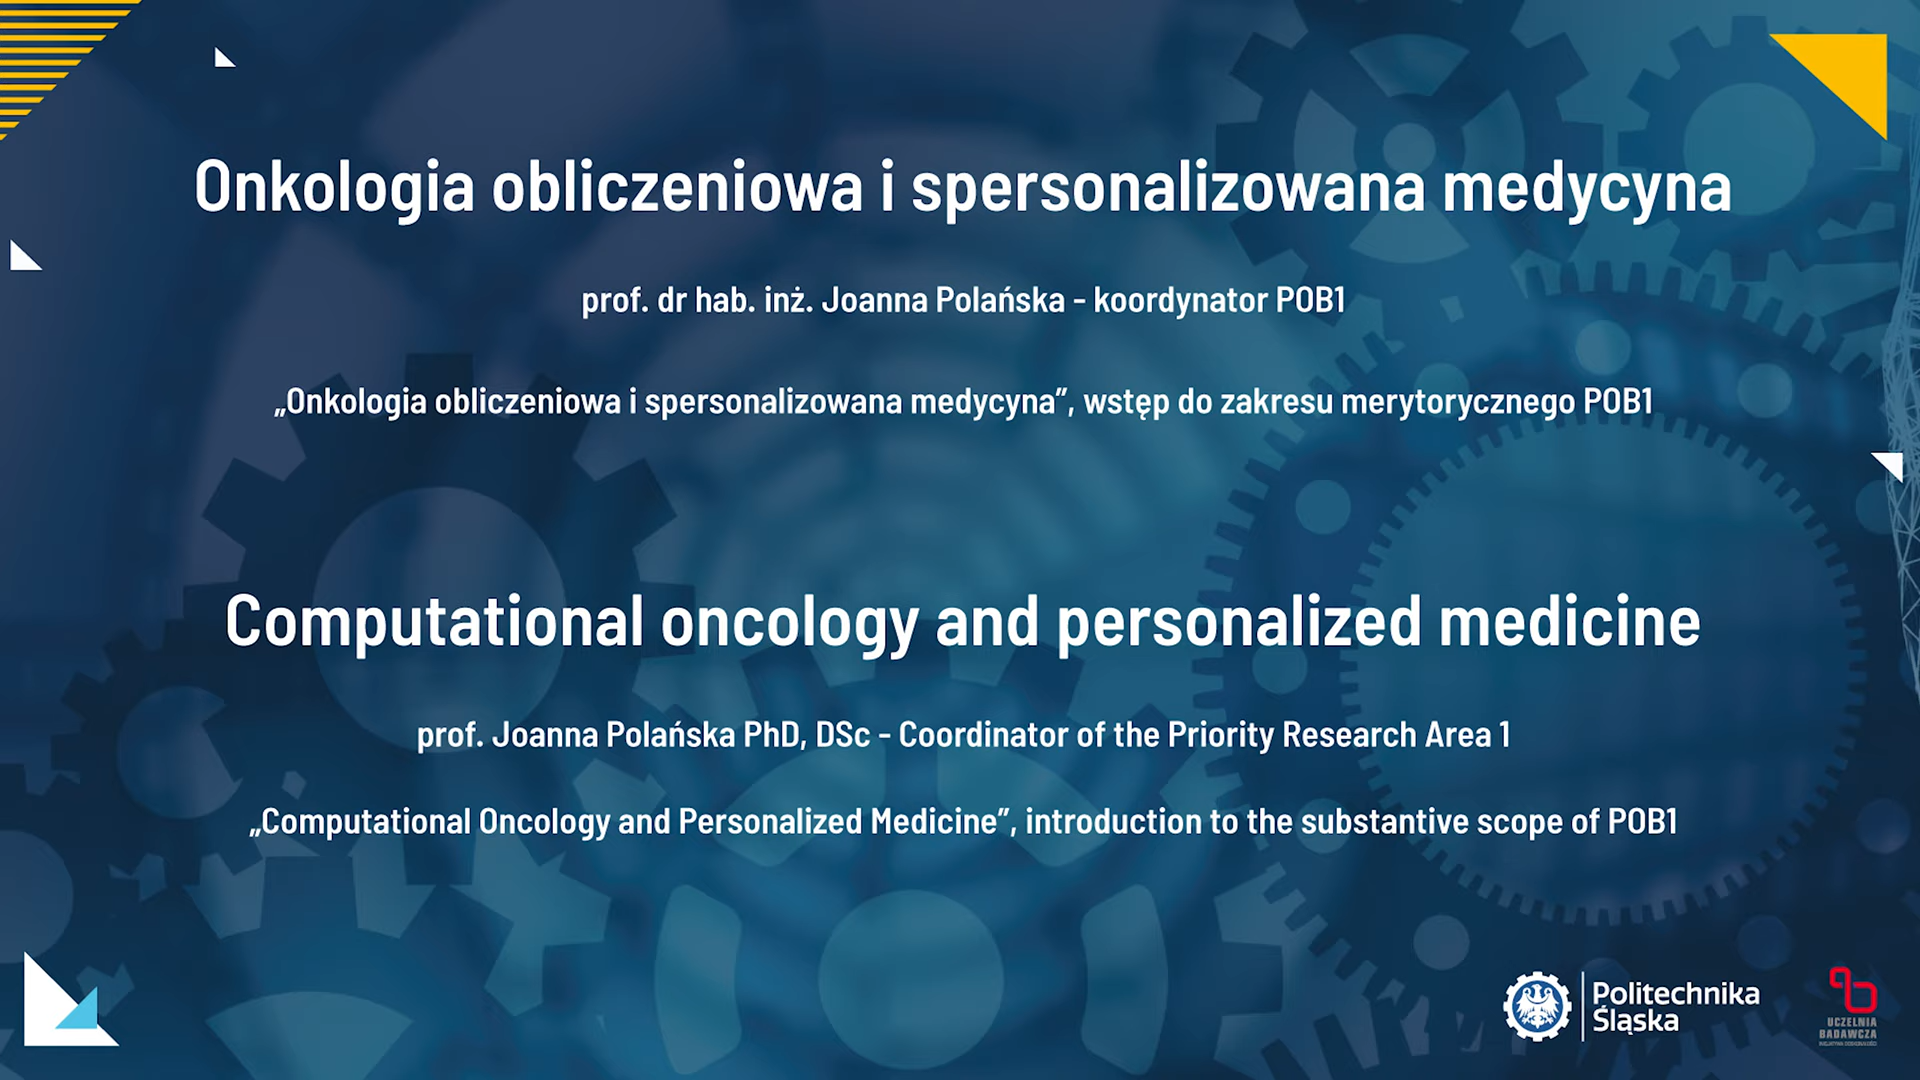 Onkologia obliczeniowa i spersonalizowana medycyna
prof. dr hab. inż. Joanna Polańska - koordynator POB1
„Onkologia obliczeniowa i spersonalizowana medycyna”, wstęp do zakresu merytorycznego POB1
Computational oncology and personalized medicine
prof. Joanna Polańska PhD, DSc - Coordinator of the Priority Research Area 1
„Computational Oncology and Personalized Medicine”, introduction to the substantive scope of POB1
Politechnika
Śląska
UCZELNIA
BADAWCZA